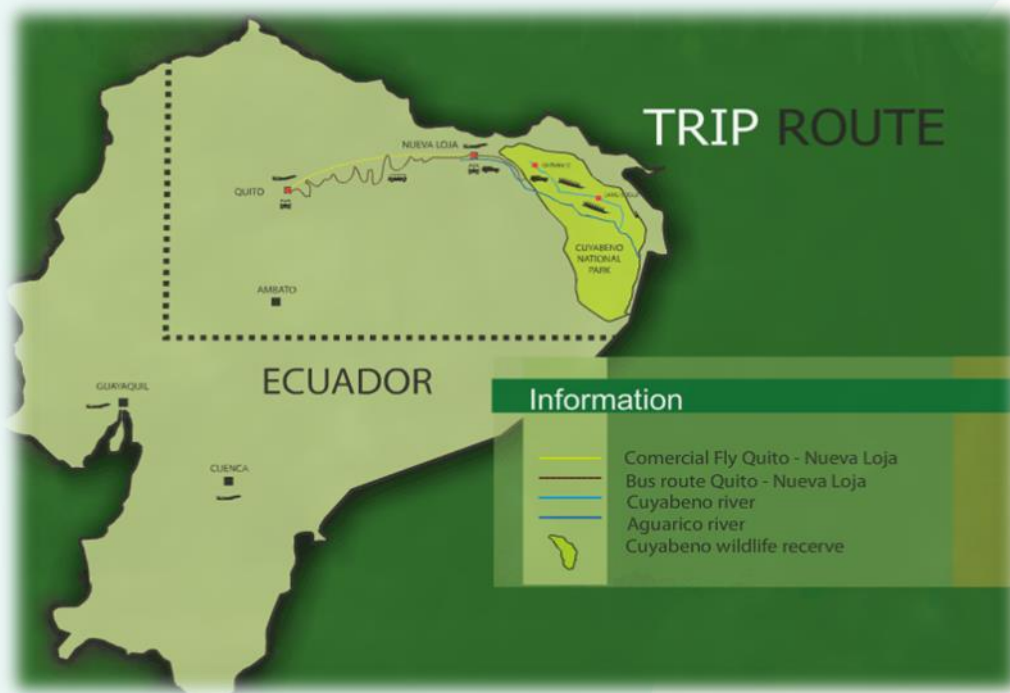 TRIP ROUTE
NUEVA LOJA
QUITO
CUYABENO
NATIONAL
PARK
AMBATO
ECUADOR
GUAYAQUIL
CUENCA
Information
Comercial Fly Quito - Nueva Loja
Bus route Quito - Nueva Loja
Cuyabeno river
Aguarico river
Cuyabeno wildlife recerve